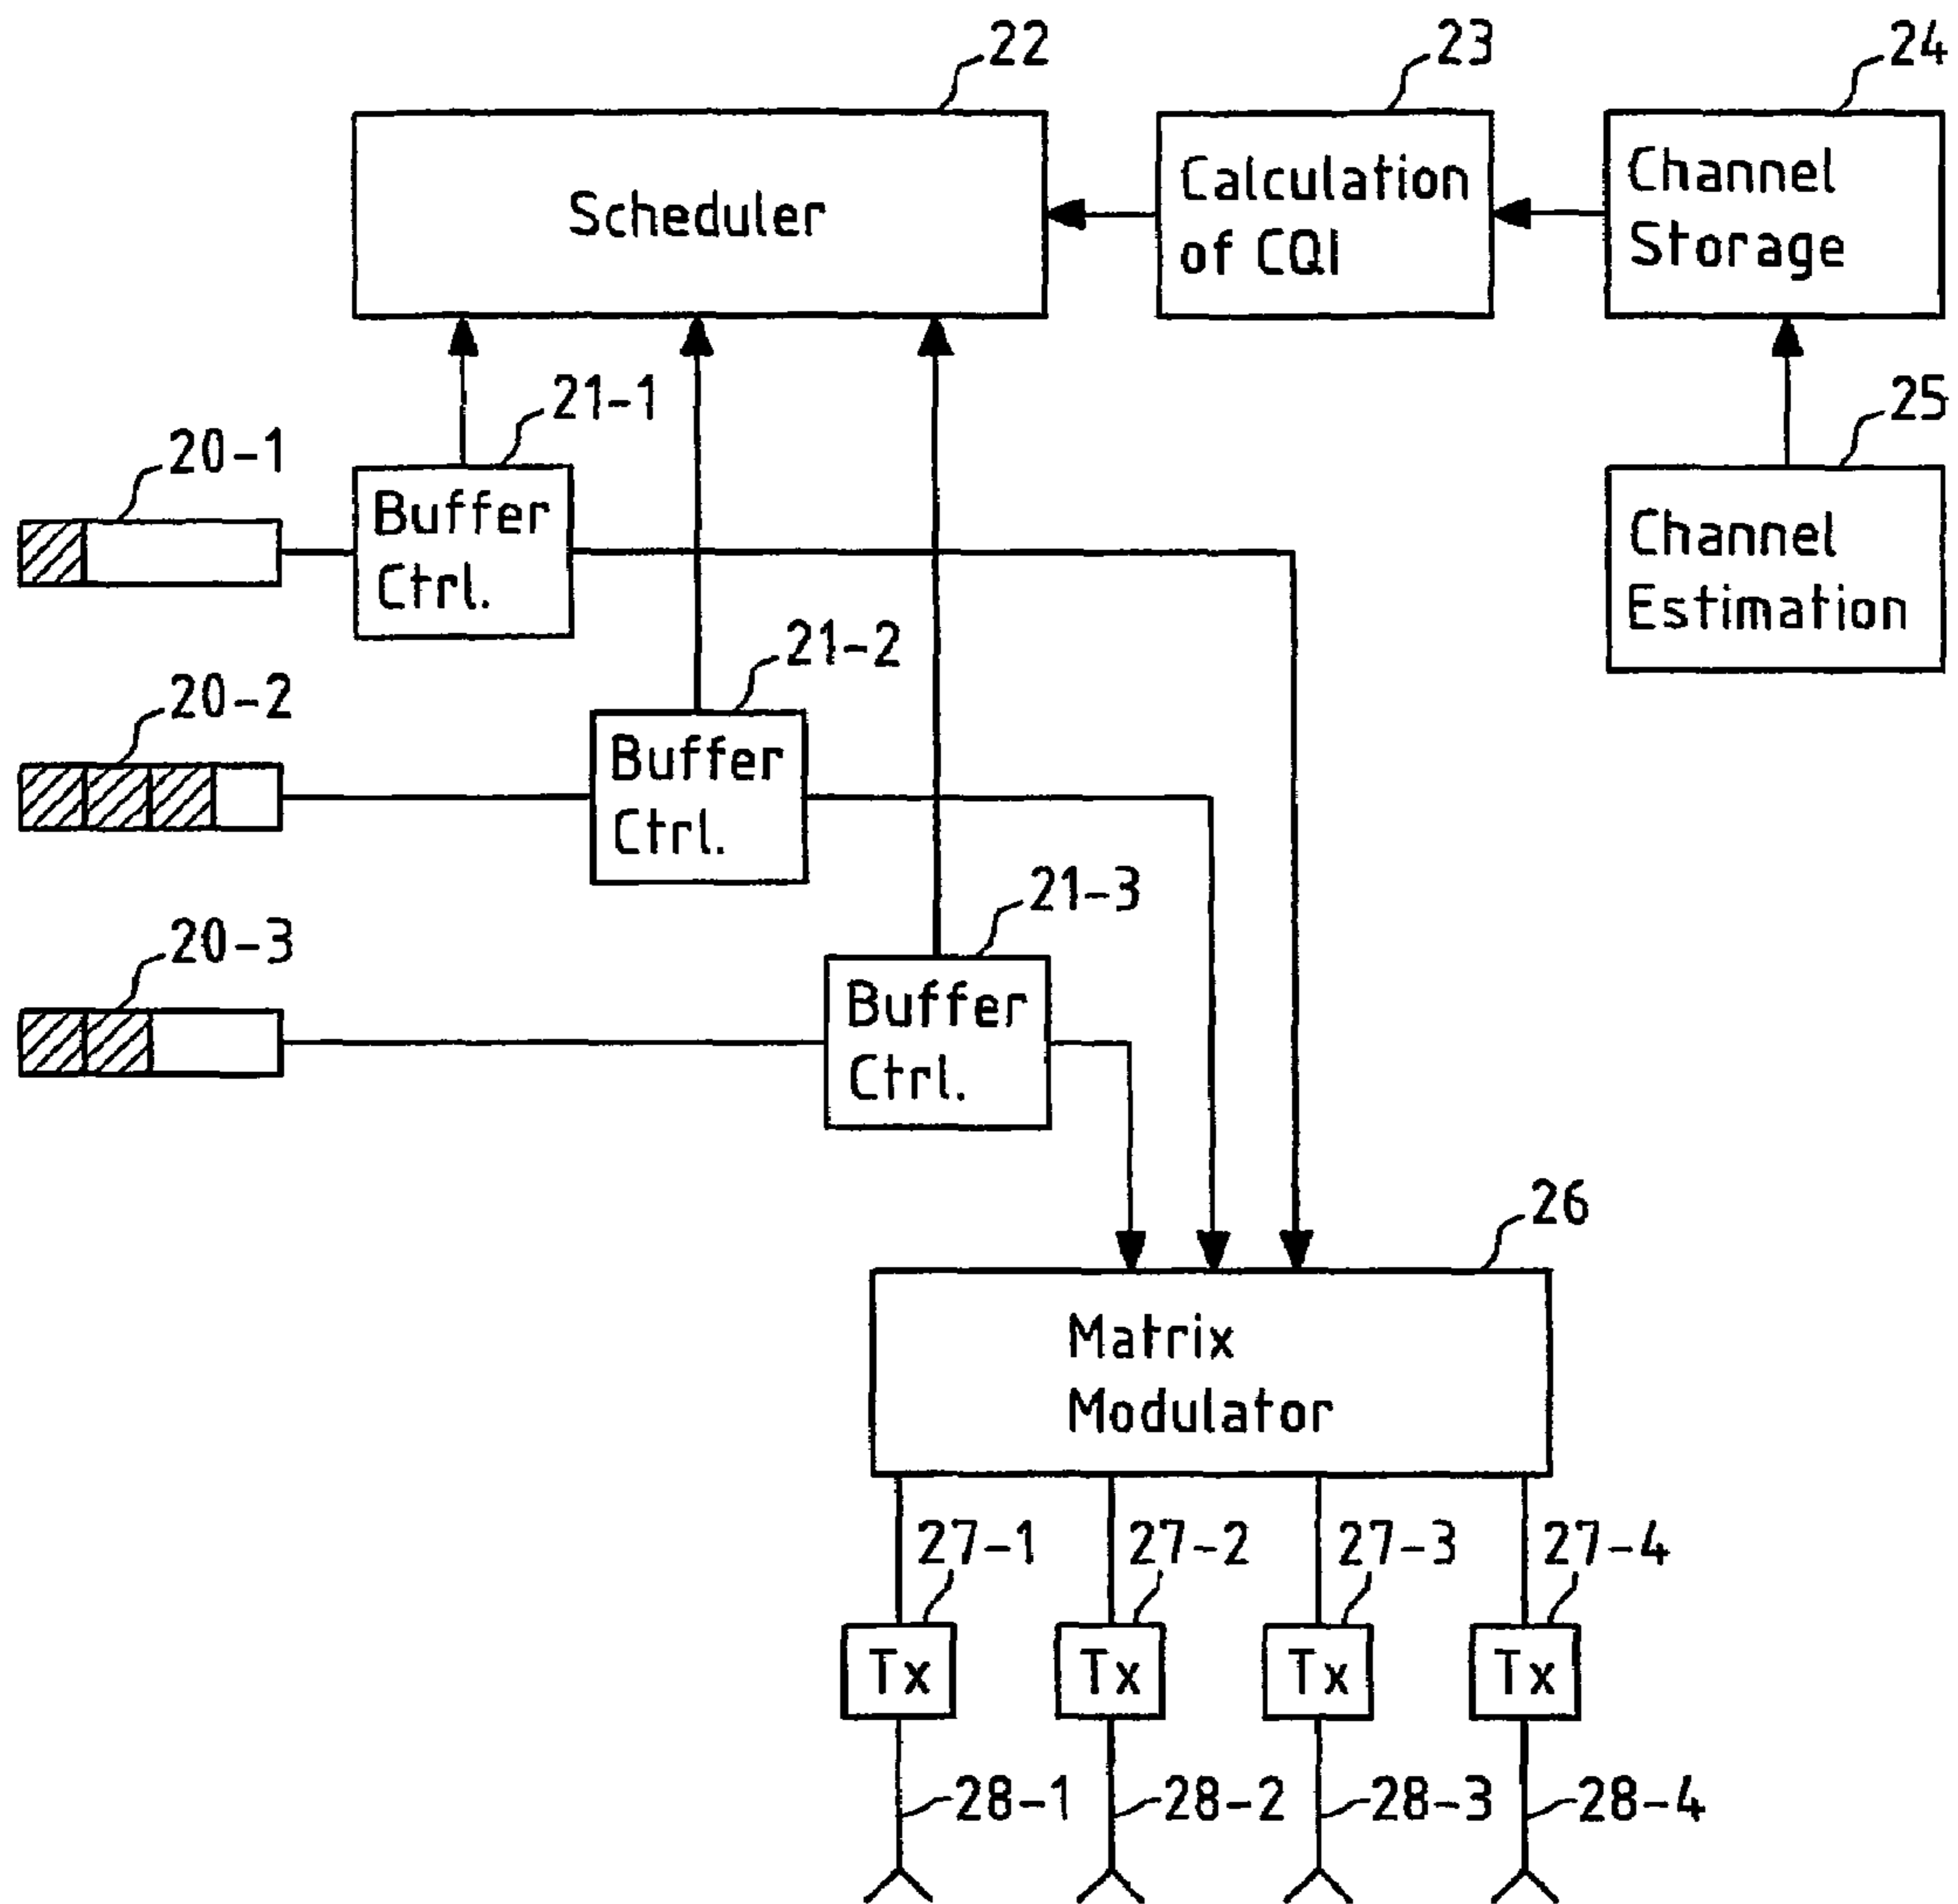 22
23
24
Scheduler
Calculation
of CQI
Channel
Storage
21-1
25
20-1
Buffer
Ctrl.
Channel
Estimation
21-2
20-2
Buffer
Ctrl.
21-3
20-3
Buffer
Ctrl.
26
Matrix
Modulator
27-1
27-2
27-3
27-4
Tx
Tx
Tx
Tx
28-1
28-2
28-3
28-4